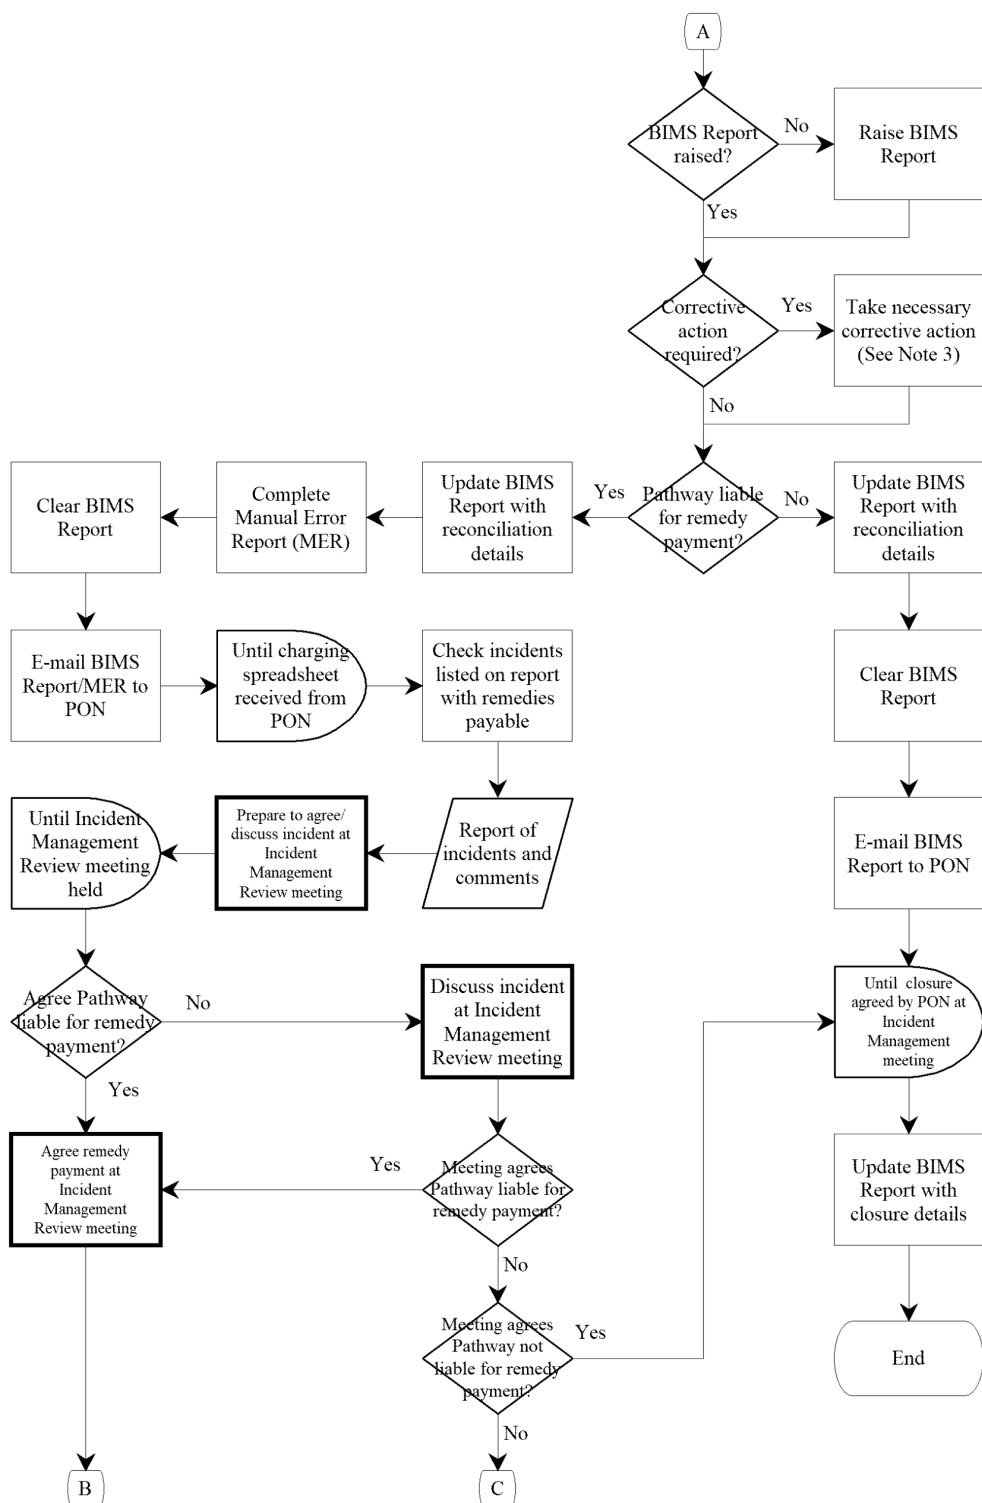 A
BIMS Report
raised?
No
Raise BIMS
Report
Yes
Corrective
action
required?
Yes
Take necessary
corrective action
(See Note 3)
No
Clear BIMS
Report
Complete
Manual Error
Report (MER)
Update BIMS
Report with
reconciliation
details
Yes
Pathway liable
for remedy
payment?
No
Update BIMS
Report with
reconciliation
details
E-mail BIMS
Report/MER to
PON
Until charging
spreadsheet
received from
PON
Check incidents
listed on report
with remedies
payable
Clear BIMS
Report
Until Incident
Management
Review meeting
held
Prepare to agree/
discuss incident at
Incident
Management
Review meeting
Report of
incidents and
comments
E-mail BIMS
Report to PON
Agree Pathway
liable for remedy
payment?
No
Discuss incident
at Incident
Management
Review meeting
Until closure
agreed by PON at
Incident
Management
meeting
Yes
Agree remedy
payment at
Incident
Management
Review meeting
Yes
Meeting agrees
Pathway liable for
remedy payment?
Update BIMS
Report with
closure details
No
Meeting agrees
Pathway not
liable for remedy
payment?
Yes
End
No
B
C